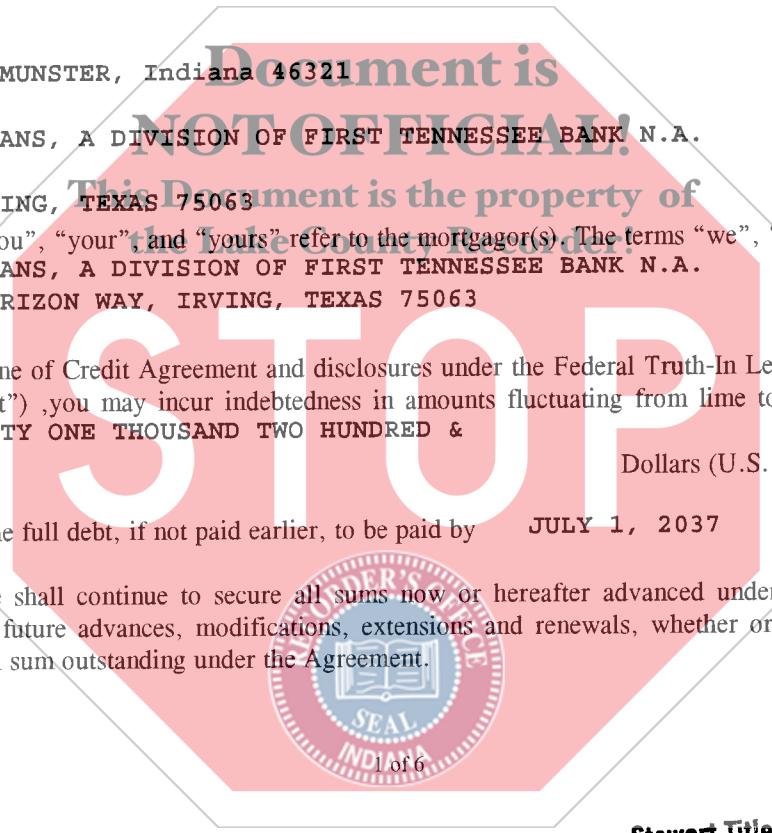 Document is
MUNSTER, Indiana 46321
NOT OFFICIAL!
ANS, A DIVISION OF FIRST TENNESSEE BANK N.A.
This Document is the property of
ING, TEXAS 75063
the Lake County Recorder!
ou”, “your”, and “yours” refer to the mortgagor(s). The terms “we”, “
ANS, A DIVISION OF FIRST TENNESSEE BANK N.A.
RIZON WAY, IRVING, TEXAS 75063
STOP
ne of Credit Agreement and disclosures under the Federal Truth-In Le
t”) ,you may incur indebtedness in amounts fluctuating from lime to
TY ONE THOUSAND TWO HUNDRED &
Dollars (U.S.
e full debt, if not paid earlier, to be paid by JULY 1, 2037
e shall continue to secure all sums now or hereafter advanced under
future advances, modifications, extensions and renewals, whether or
l sum outstanding under the Agreement.
RECORDER'S OFFICE
SEAL
INDIANA
1 of 6
Stewart Title